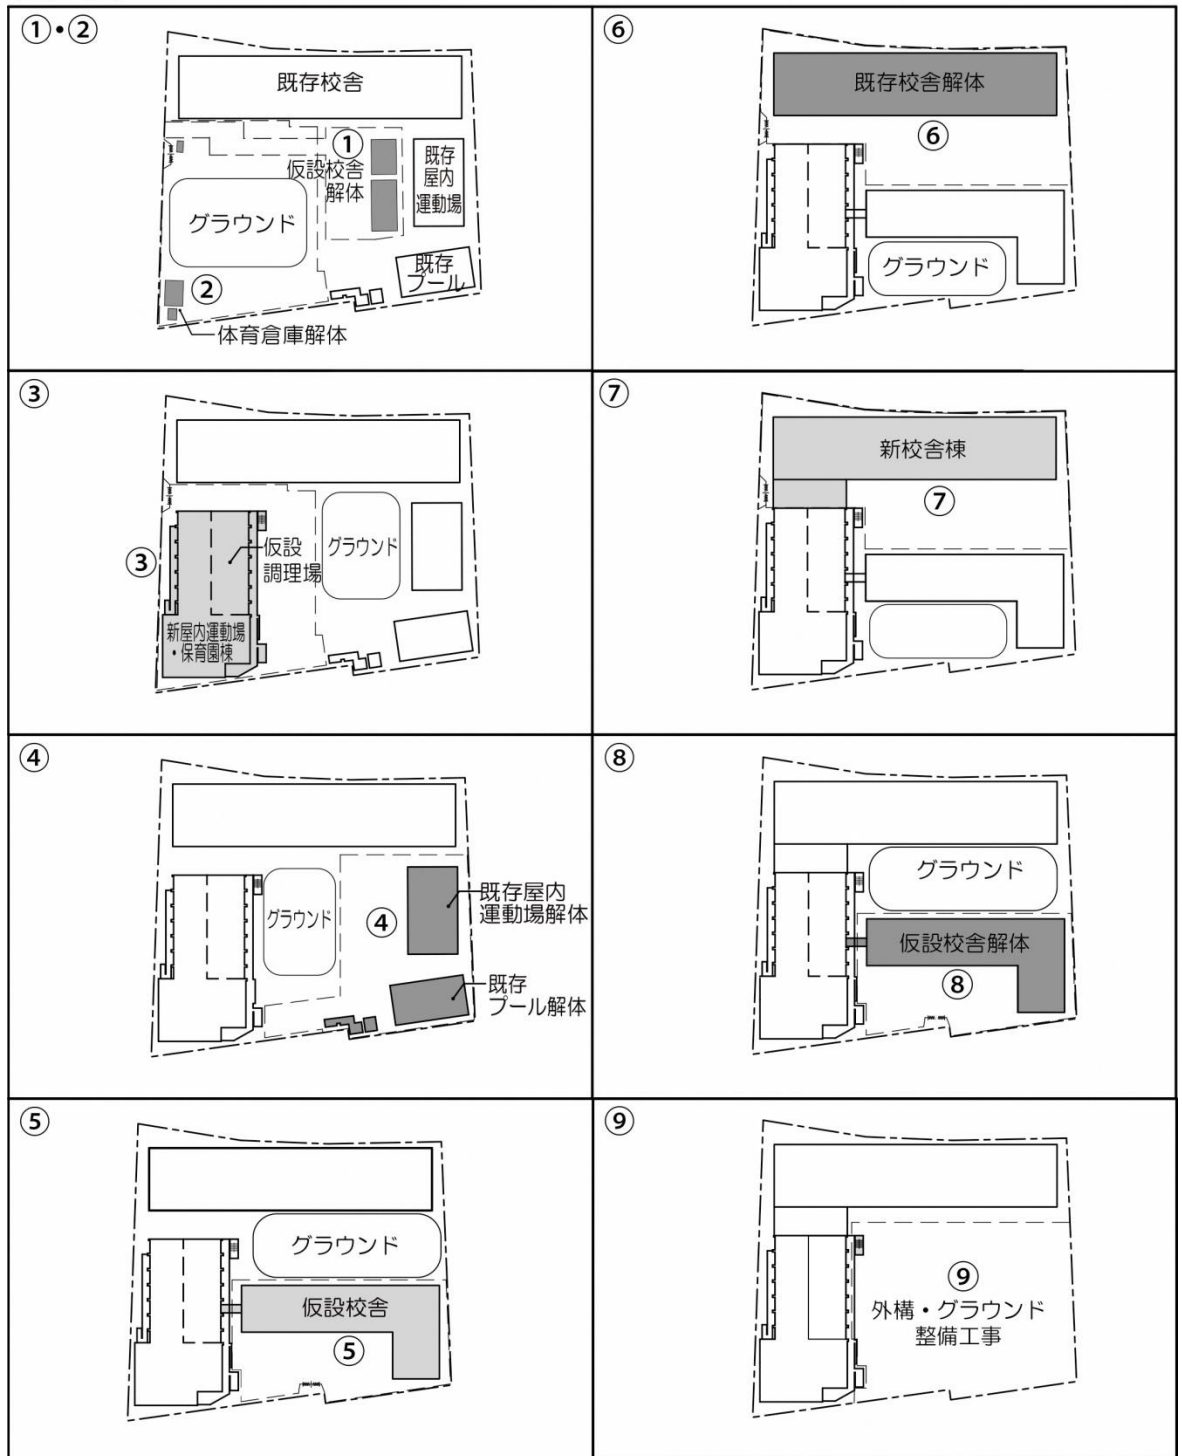 ①・②
既存校舎
①
仮設校舎
解体
既存
屋内
運動場
グラウンド
既存
プール
②
体育倉庫解体
③
③
仮設
調理場
グラウンド
新屋内運動場
・保育園棟
④
グラウンド
④
既存屋内
運動場解体
既存
プール解体
⑤
グラウンド
仮設校舎
⑤
⑥
既存校舎解体
⑥
グラウンド
⑦
新校舎棟
⑦
⑧
グラウンド
仮設校舎解体
⑧
⑨
⑨
外構・グラウンド
整備工事